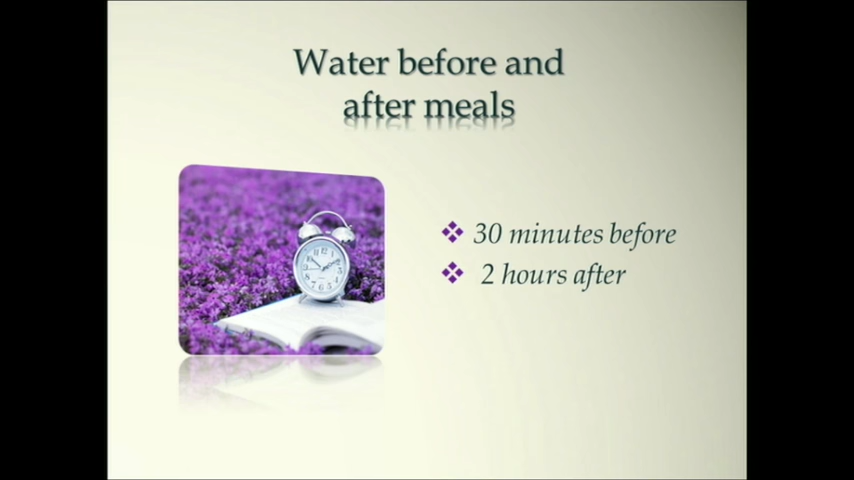 Water before and
after meals
30 minutes before
2 hours after